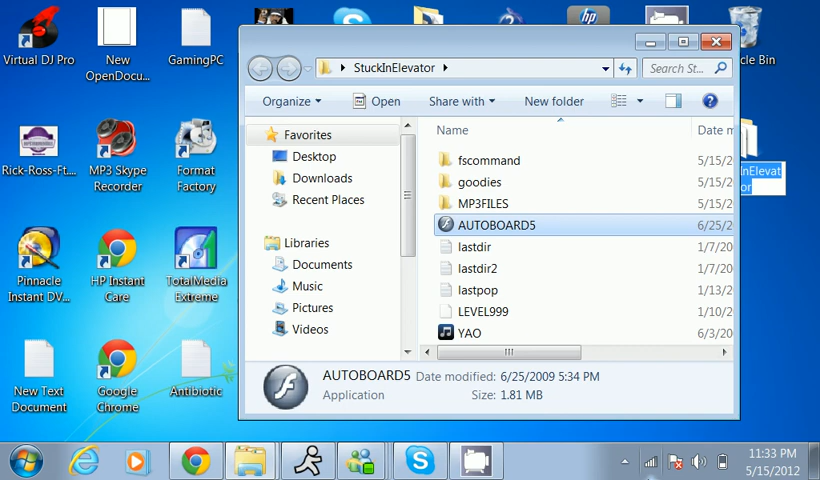 Virtual DJ Pro
New
OpenDocu...
GamingPC
cle Bin
Rick-Ross-Ft....
MP3 Skype
Recorder
Format
Factory
InElevat
or
Pinnacle
Instant DV...
HP Instant
Care
TotalMedia
Extreme
New Text
Document
Google
Chrome
Antibiotic
StuckInElevator
Search St...
Organize
Open
Share with
New folder
Favorites
Desktop
Downloads
Recent Places
Libraries
Documents
Music
Pictures
Videos
Name
Date m
fscommand 5/15/2
goodies 5/15/2
MP3FILES 5/15/2
AUTOBOARD5 6/25/2
lastdir 1/7/20
lastdir2 1/7/20
lastpop 1/13/2
LEVEL999 1/10/2
YAO 6/3/20
AUTOBOARD5 Date modified: 6/25/2009 5:34 PM
Application Size: 1.81 MB
11:33 PM
5/15/2012